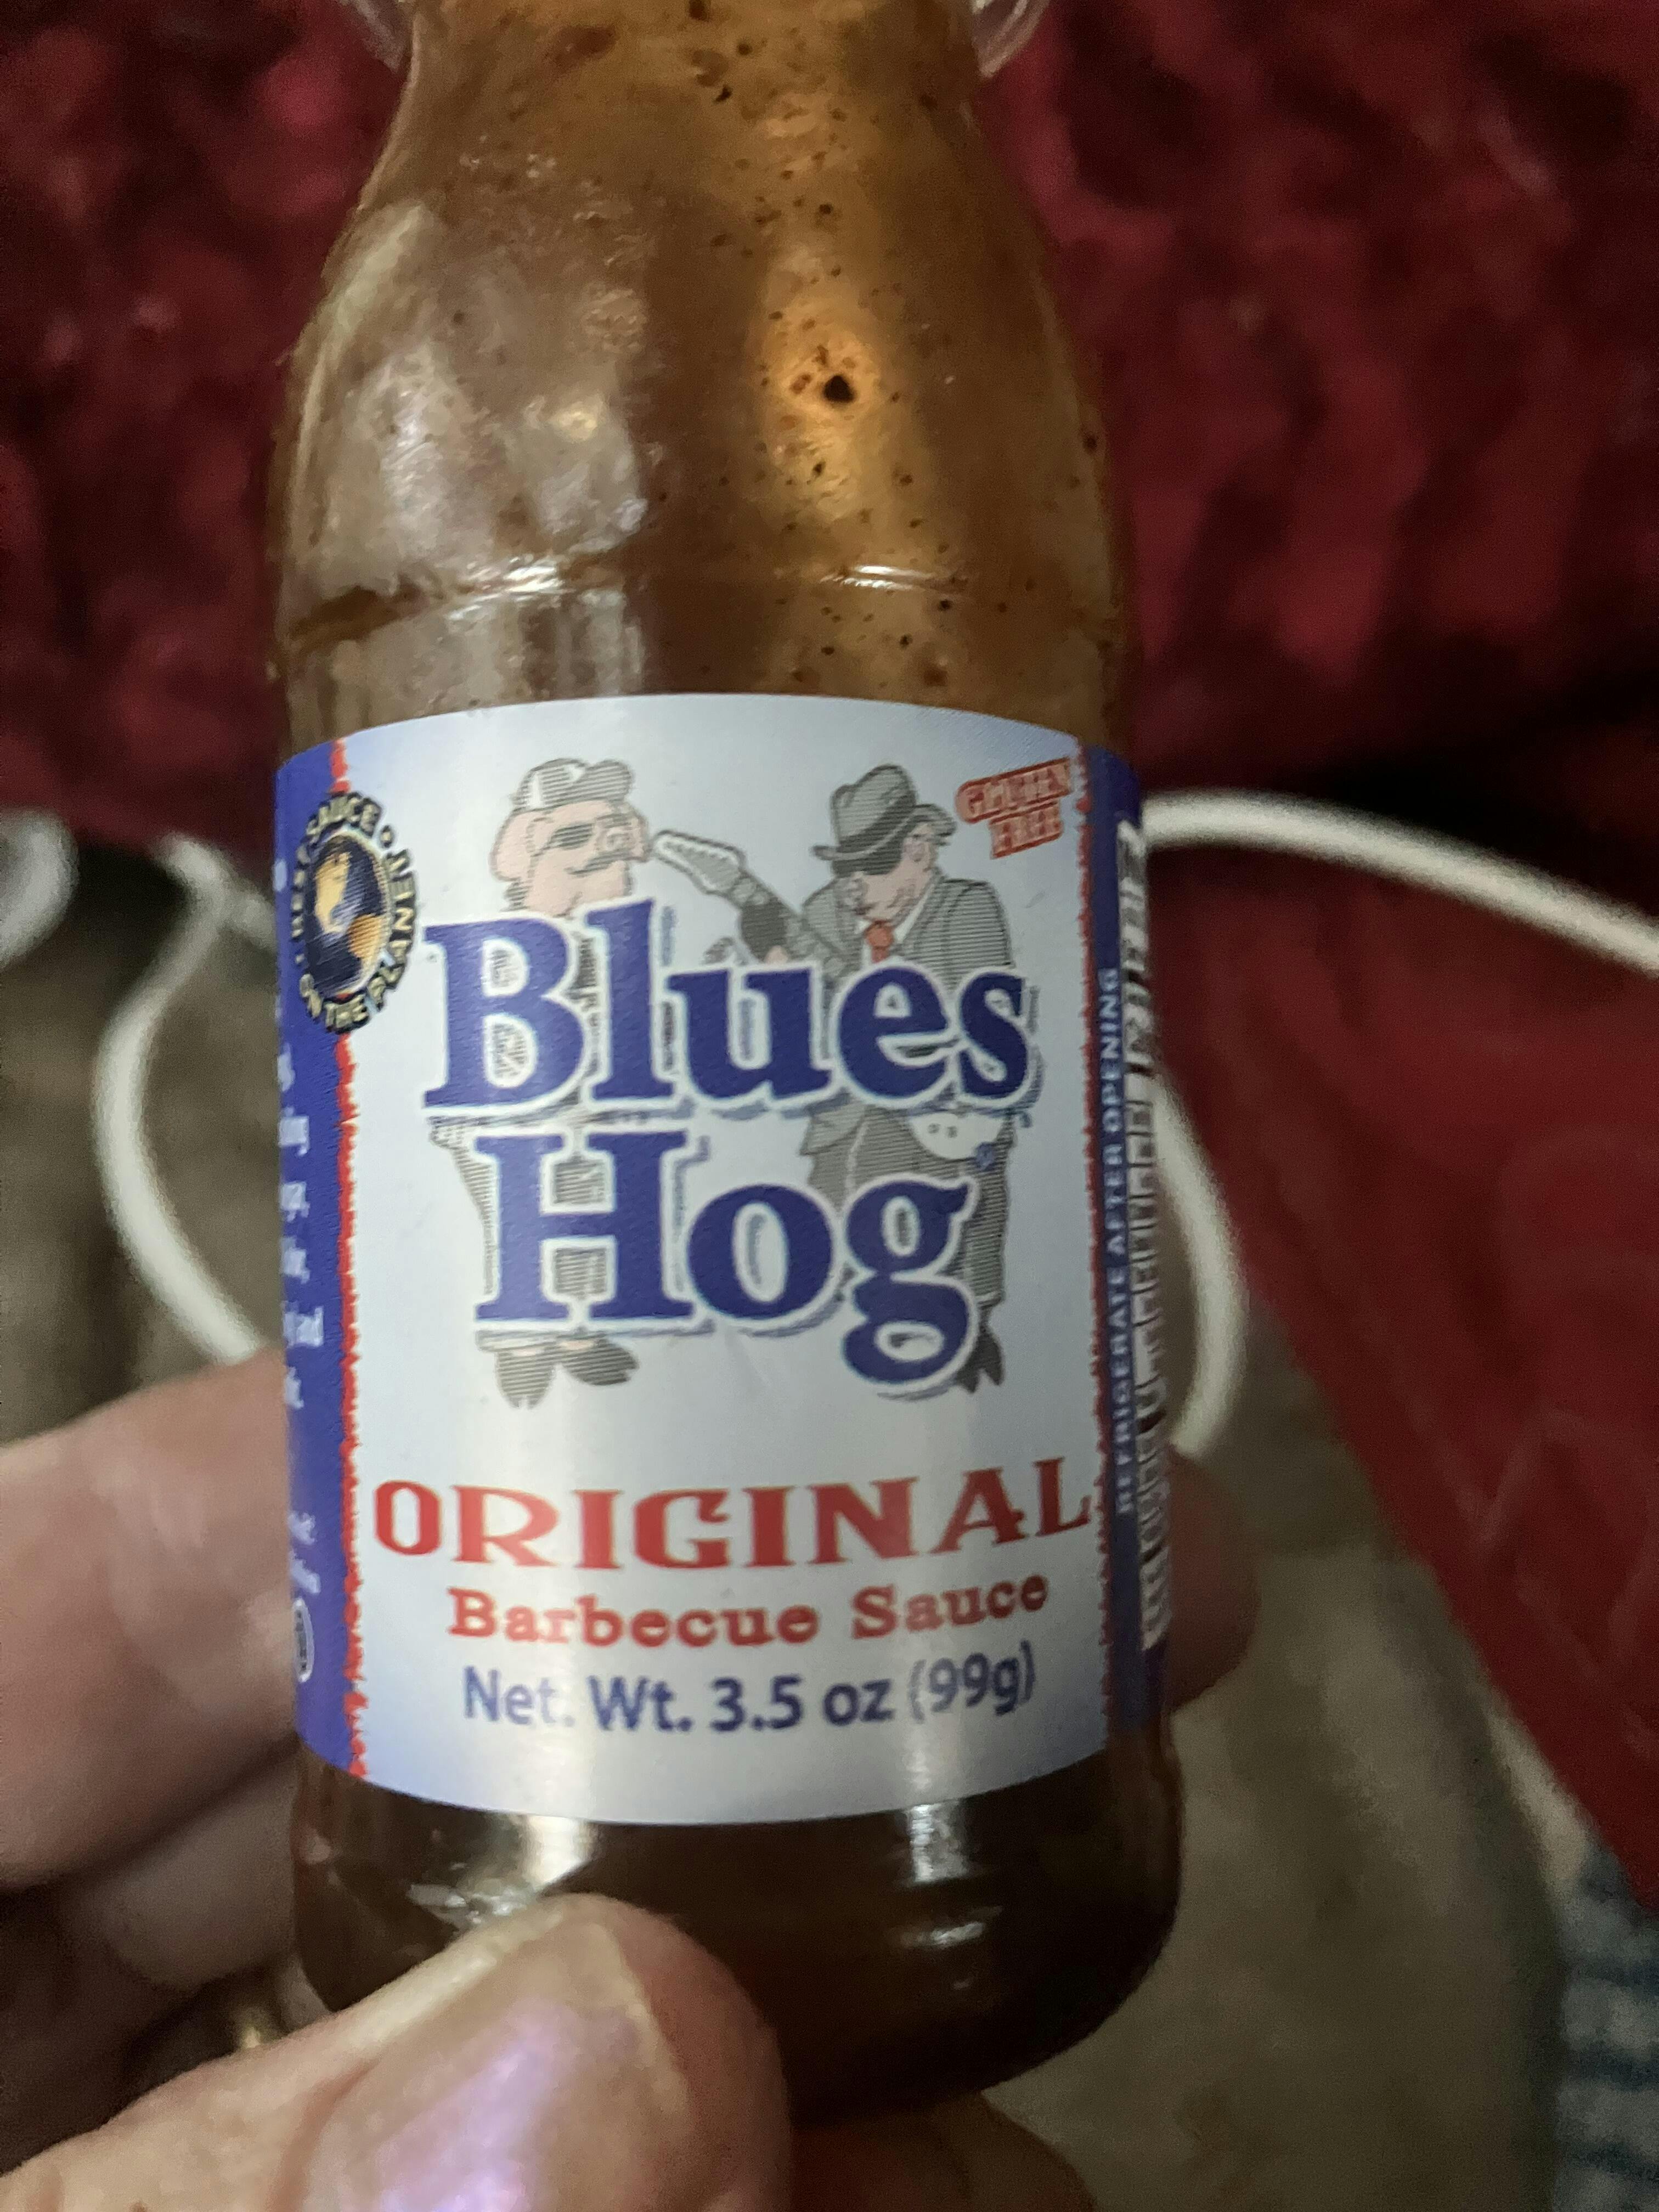 BEST SAUCE • ON THE PLANET •
GLUTEN
FREE
Blues
Hog
®
ORIGINAL
Barbecue Sauce
Net. Wt. 3.5 oz (99g)
REFRIGERATE AFTER OPENING
and